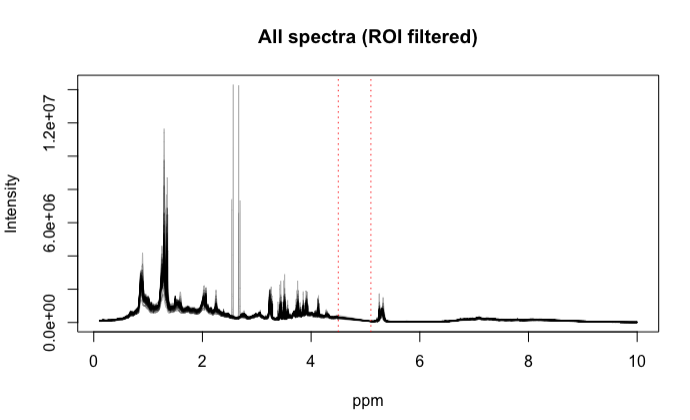 All spectra (ROI filtered)
1.2e+07
6.0e+06
0.0e+00
Intensity
0 2 4 6 8 10
ppm